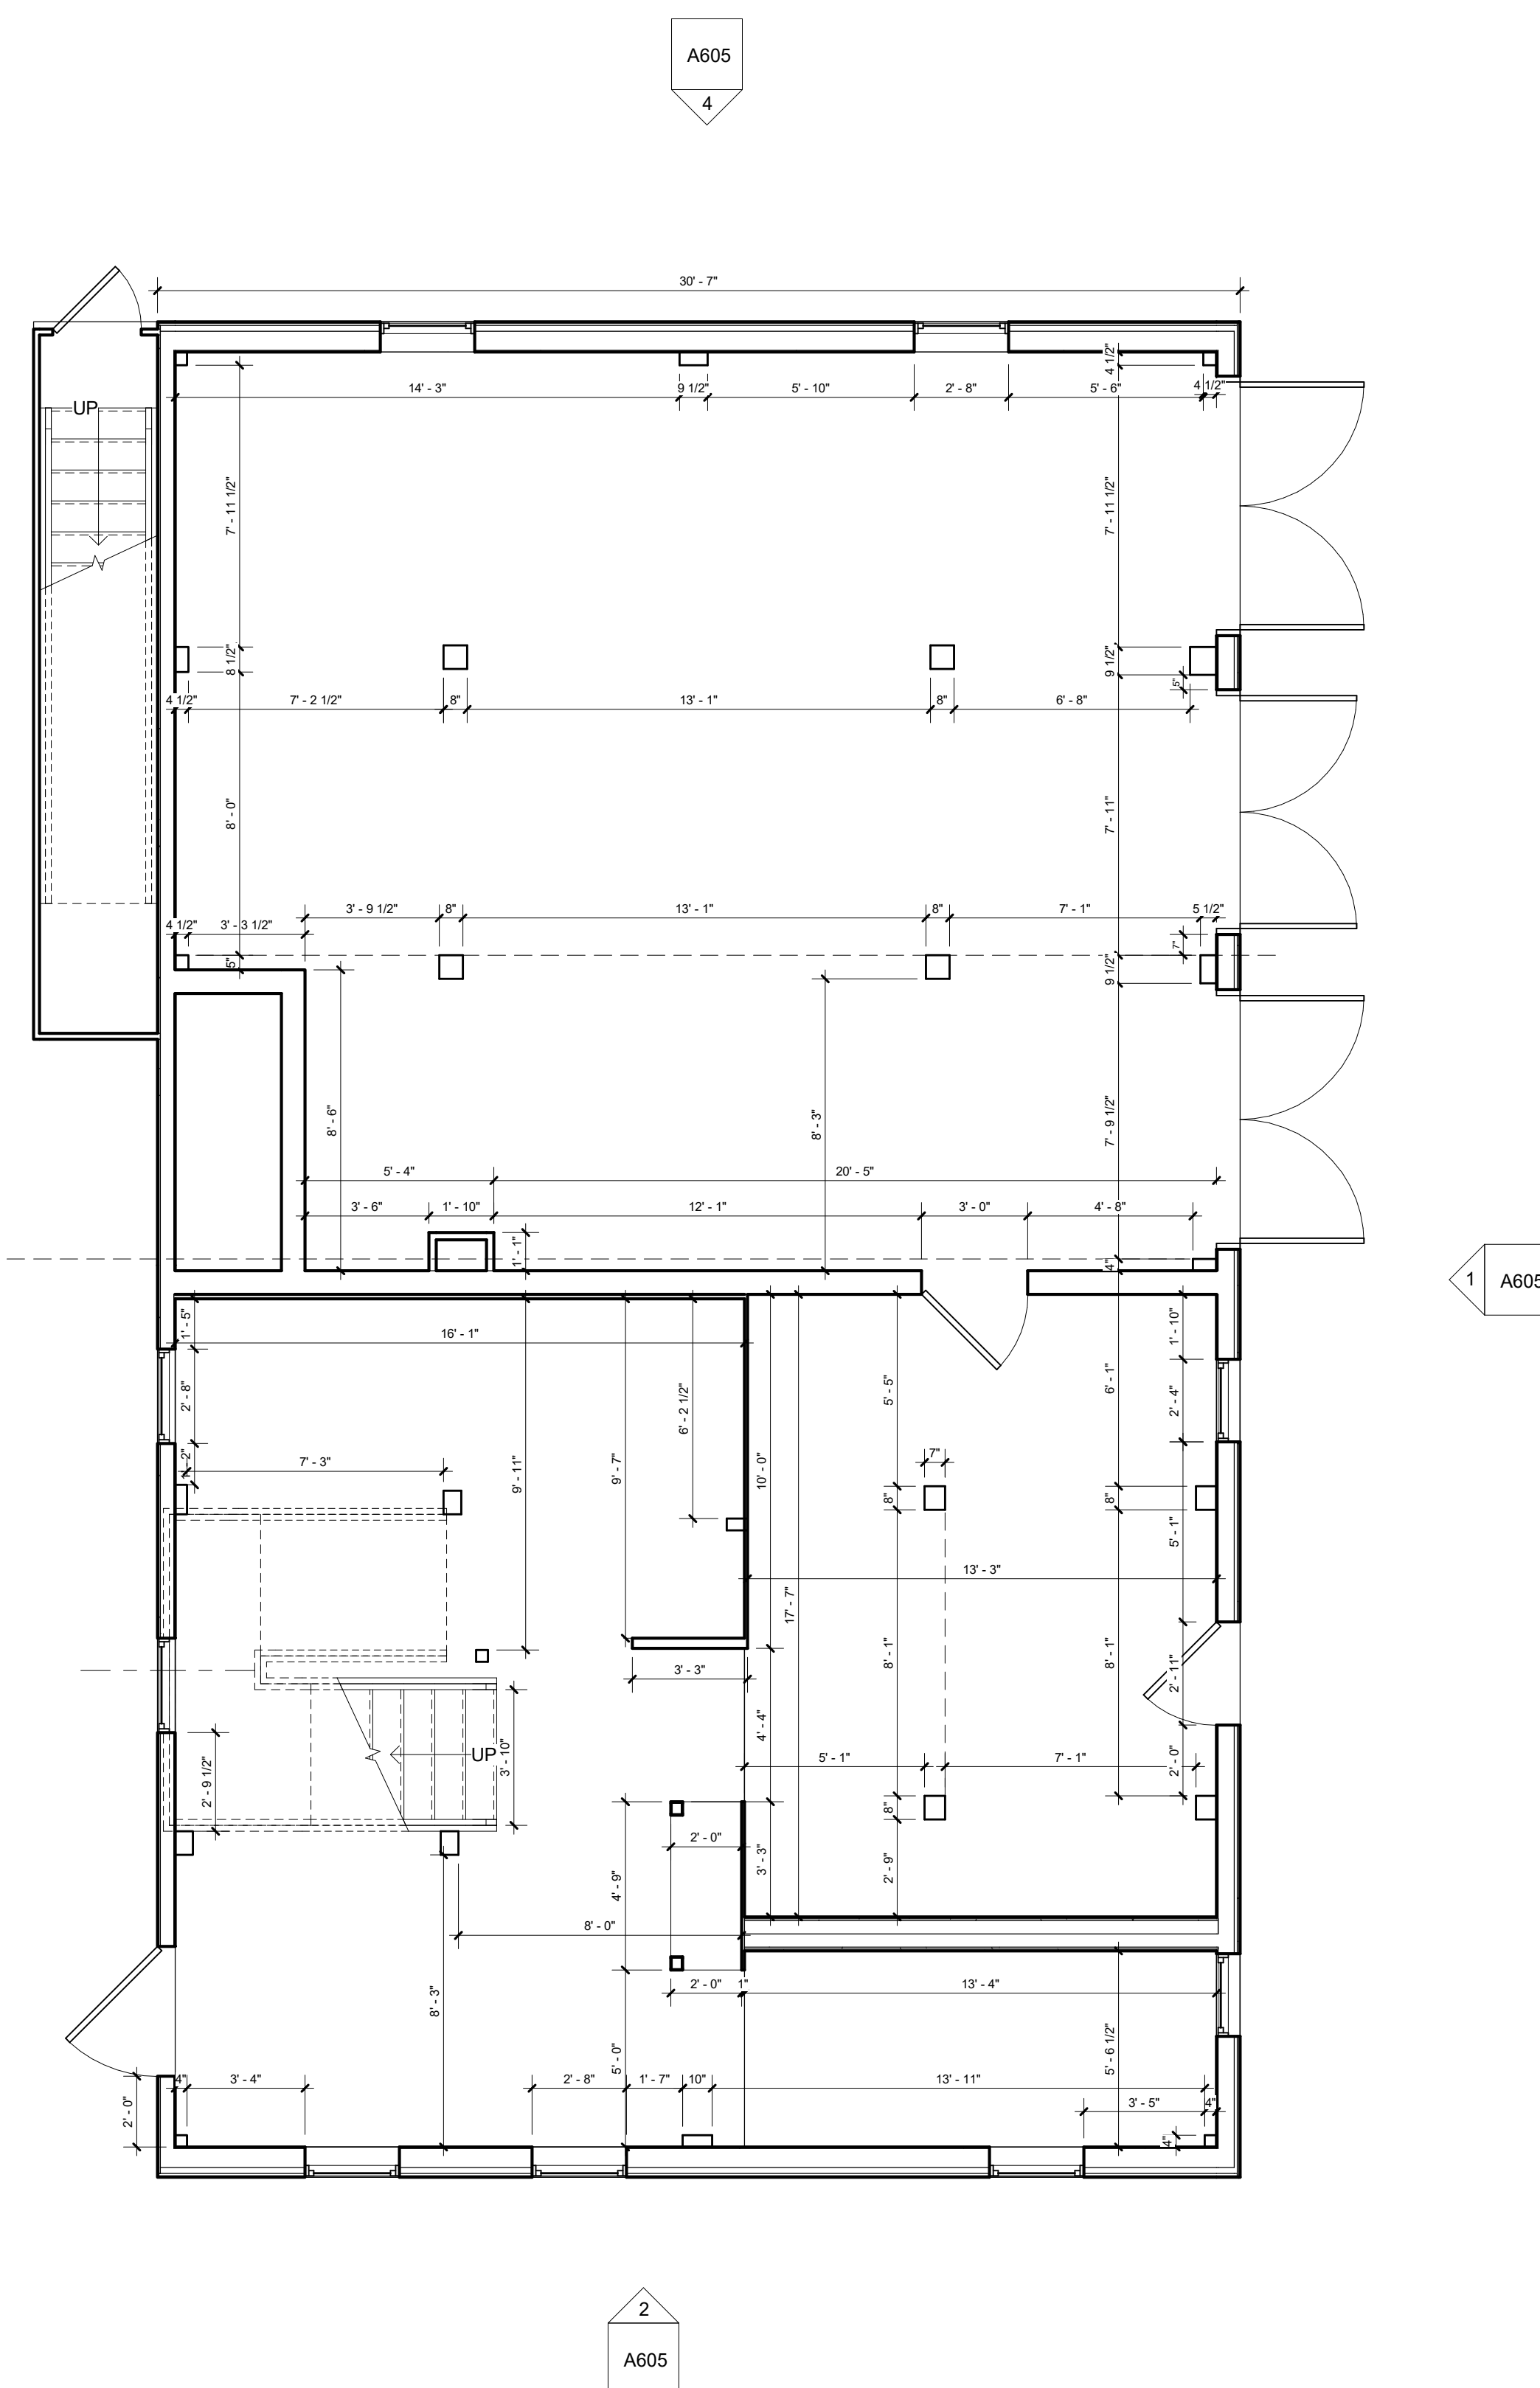 A605
4
30' - 7"
UP
4 1/2"
14' - 3"
9 1/2"
5' - 10"
2' - 8"
5' - 6"
4 1/2"
7' - 11 1/2"
7' - 11 1/2"
8 1/2"
9 1/2"
5"
4 1/2"
7' - 2 1/2"
8"
13' - 1"
8"
6' - 8"
8' - 0"
7' - 11"
3' - 9 1/2"
8"
13' - 1"
8"
7' - 1"
5 1/2"
4 1/2"
3' - 3 1/2"
7"
5"
9 1/2"
8' - 6"
8' - 3"
7' - 9 1/2"
5' - 4"
20' - 5"
3' - 6"
1' - 10"
12' - 1"
3' - 0"
4' - 8"
1' - 1"
4"
1
A605
1' - 5"
16' - 1"
1' - 10"
2' - 8"
6' - 2 1/2"
5' - 5"
6' - 1"
2' - 4"
7' - 3"
9' - 11"
9' - 7"
10' - 0"
7"
8"
8"
5' - 1"
13' - 3"
17' - 7"
8' - 1"
8' - 1"
2' - 11"
3' - 3"
4' - 4"
UP
3' - 10"
5' - 1"
7' - 1"
2' - 0"
2' - 9 1/2"
8"
2' - 0"
3' - 3"
2' - 9"
4' - 9"
8' - 0"
8' - 3"
2' - 0"
1"
13' - 4"
5' - 0"
5' - 6 1/2"
4"
3' - 4"
2' - 8"
1' - 7"
10"
13' - 11"
2' - 0"
3' - 5"
4"
4"
2
A605